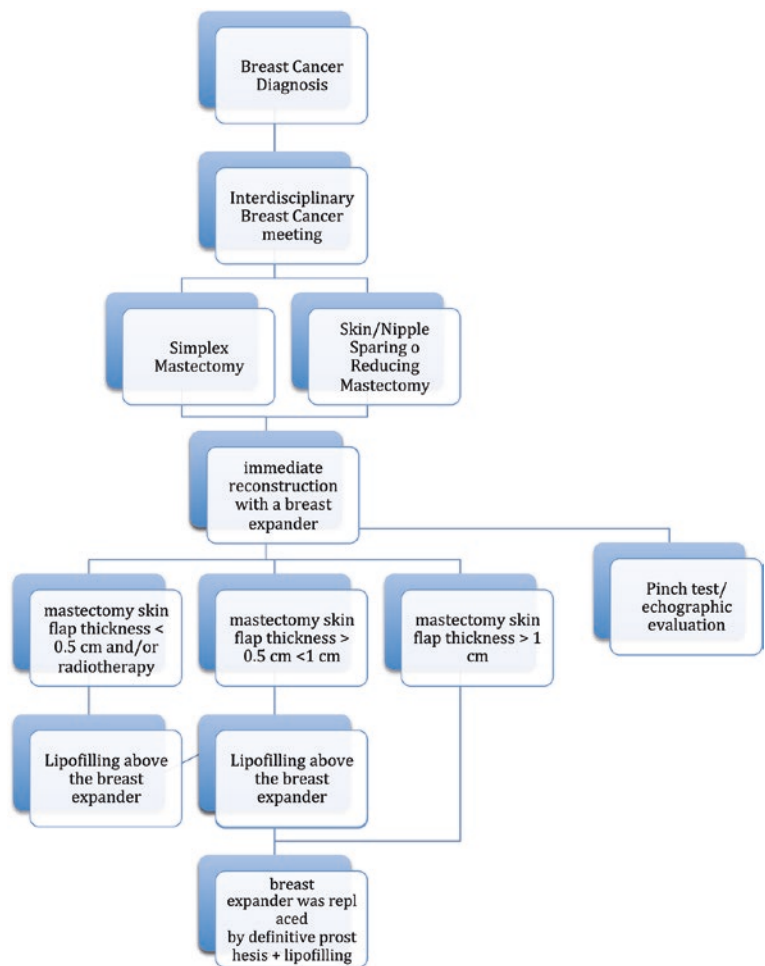 Breast Cancer
Diagnosis
Interdisciplinary
Breast Cancer
meeting
Simplex
Mastectomy
Skin/Nipple
Sparing o
Reducing
Mastectomy
immediate
reconstruction
with a breast
expander
mastectomy skin
flap thickness <
0.5 cm and/or
radiotherapy
mastectomy skin
flap thickness >
0.5 cm <1 cm
mastectomy skin
flap thickness > 1
cm
Pinch test/
echographic
evaluation
Lipofilling above
the breast
expander
Lipofilling above
the breast
expander
breast
expander was repl
aced
by definitive prost
hesis + lipofilling